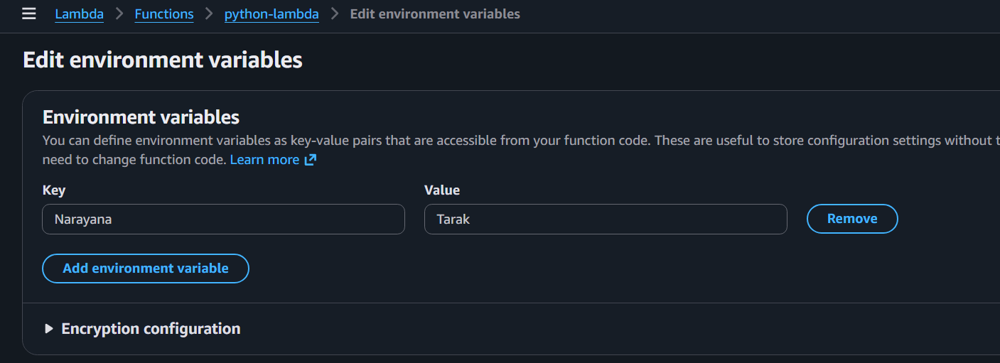 Lambda > Functions > python-lambda > Edit environment variables
Edit environment variables
Environment variables
You can define environment variables as key-value pairs that are accessible from your function code. These are useful to store configuration settings without
need to change function code. Learn more
Key Value
Narayana Tarak Remove
Add environment variable
Encryption configuration